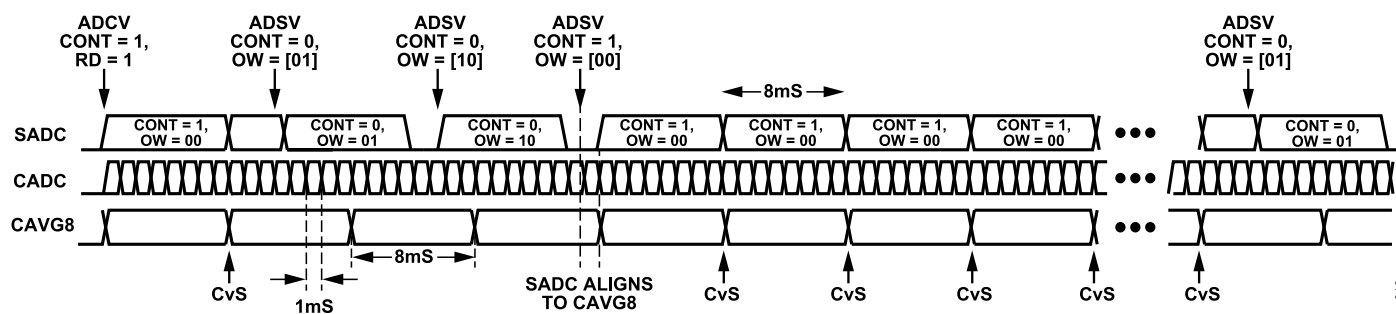 ADCV
CONT = 1,
RD = 1
ADSV
CONT = 0,
OW = [01]
ADSV
CONT = 0,
OW = [10]
ADSV
CONT = 1,
OW = [00]
ADSV
CONT = 0,
OW = [01]
8mS
SADC
CONT = 1,
OW = 00
CONT = 0,
OW = 01
CONT = 0,
OW = 10
CONT = 1,
OW = 00
CONT = 1,
OW = 00
CONT = 1,
OW = 00
CONT = 1,
OW = 00
CONT = 0,
OW = 01
CADC
CAVG8
8mS
CvS
1mS
SADC ALIGNS
TO CAVG8
CvS
CvS
CvS
CvS
CvS